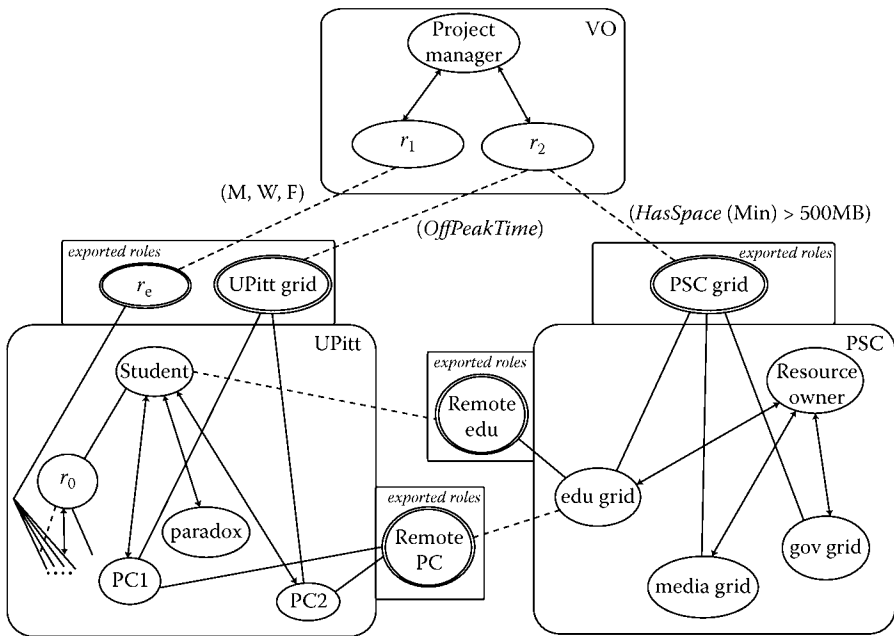 Project
manager
VO
r1
r2
(M, W, F)
(OffPeakTime)
(HasSpace (Min) > 500MB)
exported roles
re
UPitt grid
exported roles
PSC grid
UPitt
PSC
Student
exported roles
Remote
edu
Resource
owner
r0
paradox
exported roles
Remote
PC
edu grid
gov grid
PC1
PC2
media grid
....